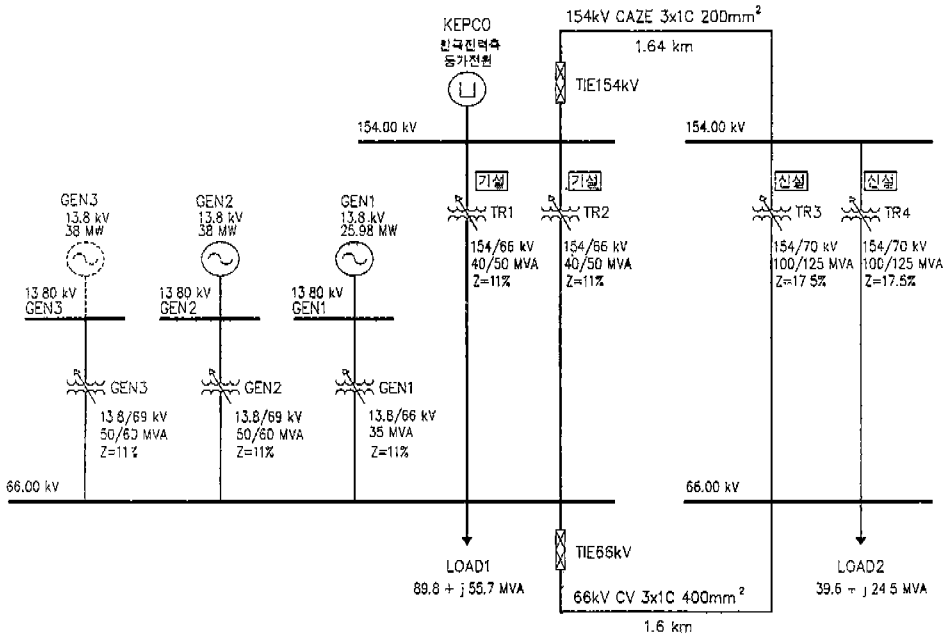 154kV CAZE 3x1C 200mm²
1.64 km
KEPCO
한국전력측
등가전원
TIE154kV
154.00 kV
154.00 kV
기설
기설
신설
신설
TR1
TR2
TR3
TR4
154/66 kV
40/50 MVA
Z=11%
154/66 kV
40/50 MVA
Z=11%
154/70 kV
100/125 MVA
Z=17.5%
154/70 kV
100/125 MVA
Z=17.5%
GEN3
13.8 kV
38 MW
GEN2
13.8 kV
38 MW
GEN1
13.8.kV
25.98 MW
13.80 kV
GEN3
13 80 kV
GEN2
13 80 kV
GEN1
GEN3
13.8/69 kV
50/60 MVA
Z=11%
GEN2
13 8/69 kV
50/60 MVA
Z=11%
GEN1
13.8/66 kV
35 MVA
Z=11%
66.00 kV
66.00 kV
LOAD1
89.8 + j 55.7 MVA
TIE66kV
LOAD2
39.6 + j 24 5 MVA
66kV CV 3x1C 400mm²
1.6 km